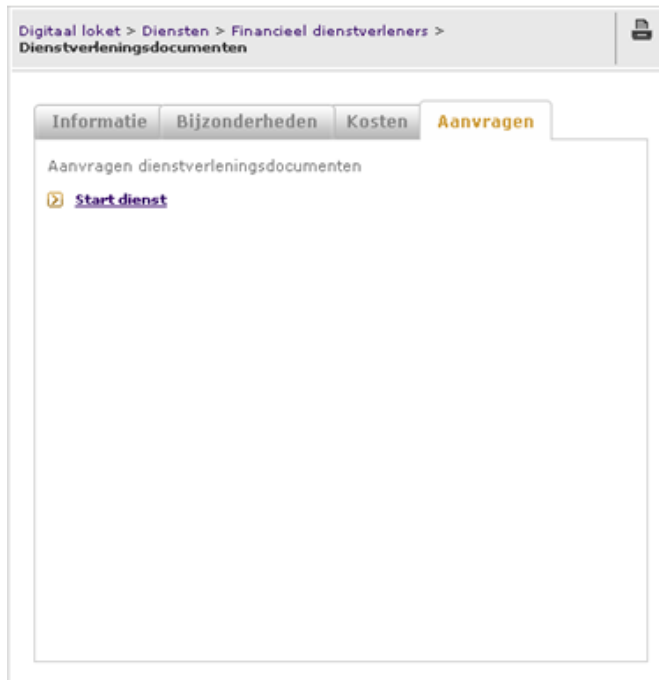 Digitaal loket > Diensten > Financieel dienstverleners >
Dienstverleningsdocumenten
Informatie Bijzonderheden Kosten Aanvragen
Aanvragen dienstverleningsdocumenten
Start dienst